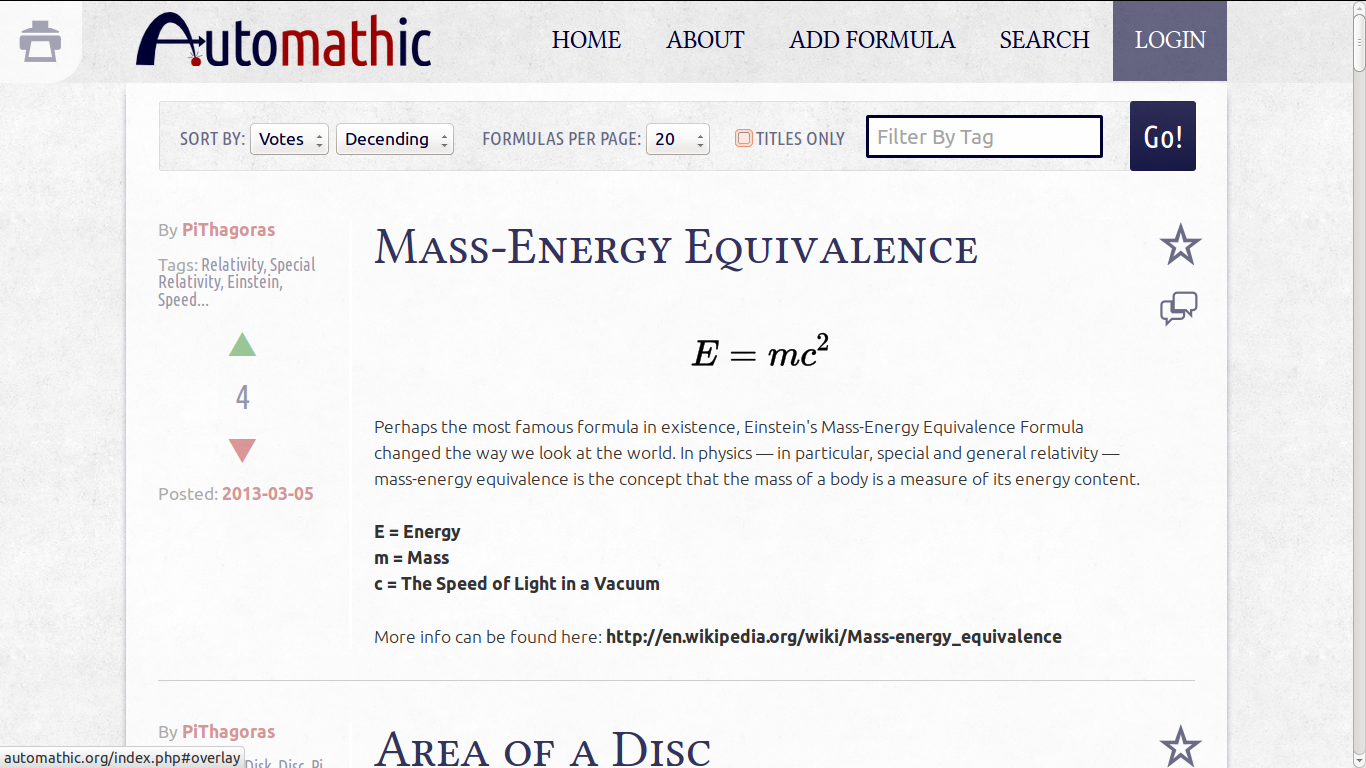 Automathic
HOME ABOUT ADD FORMULA SEARCH LOGIN
SORT BY: Votes Decending FORMULAS PER PAGE: 20 TITLES ONLY Filter By Tag Go!
By PiThagoras
Tags: Relativity, Special
Relativity, Einstein,
Speed...
4
Posted: 2013-03-05
Mass-Energy Equivalence
E = mc²
Perhaps the most famous formula in existence, Einstein's Mass-Energy Equivalence Formula
changed the way we look at the world. In physics — in particular, special and general relativity —
mass-energy equivalence is the concept that the mass of a body is a measure of its energy content.
E = Energy
m = Mass
c = The Speed of Light in a Vacuum
More info can be found here: http://en.wikipedia.org/wiki/Mass-energy_equivalence
By PiThagoras
Disk, Disc, Pi
Area of a Disc
automathic.org/index.php#overlay